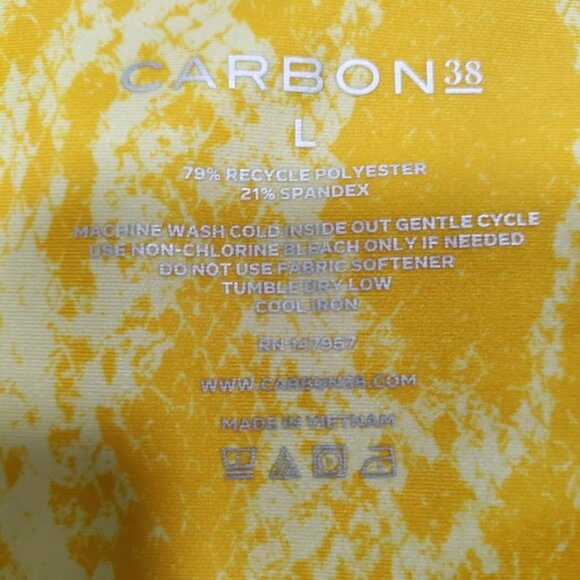 CARBON38
L
79% RECYCLE POLYESTER
21% SPANDEX
MACHINE WASH COLD INSIDE OUT GENTLE CYCLE
USE NON-CHLORINE BLEACH ONLY IF NEEDED
DO NOT USE FABRIC SOFTENER
TUMBLE DRY LOW
COOL IRON
RN 147957
WWW.CARBON38.COM
MADE IN VIETNAM